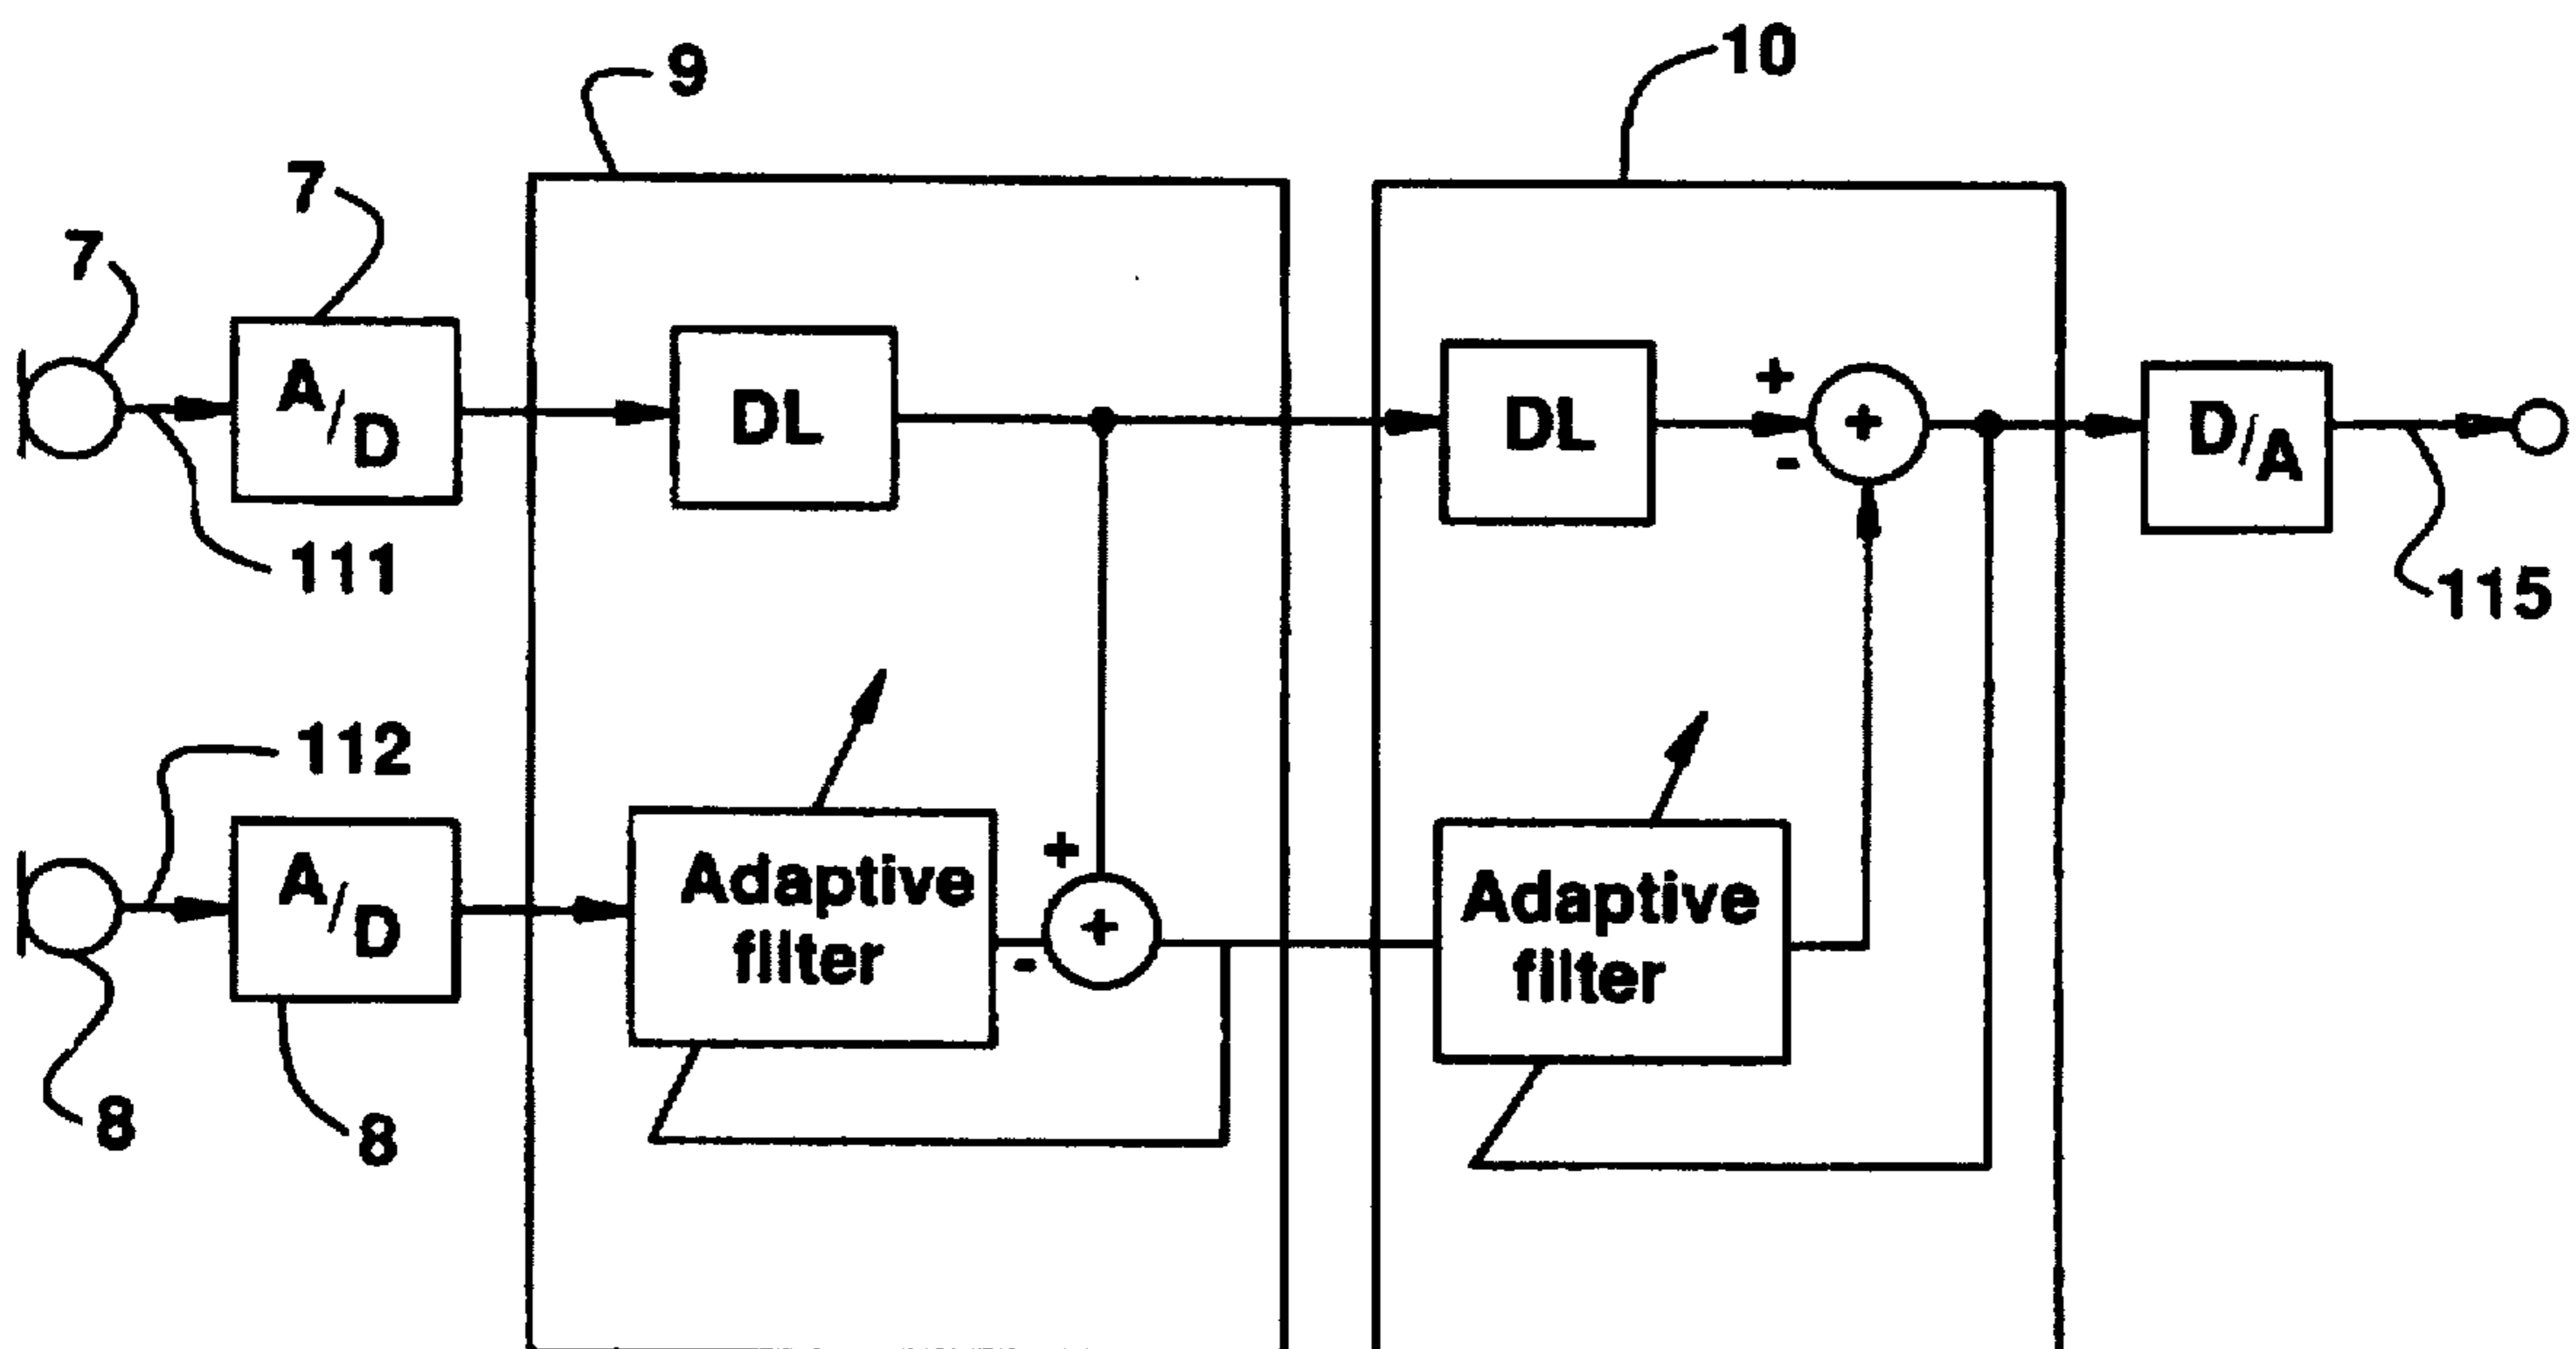 9
10
7
7
A/D
DL
DL
+
+
-
D/A
111
115
112
A/D
Adaptive
filter
+
+
-
Adaptive
filter
8
8